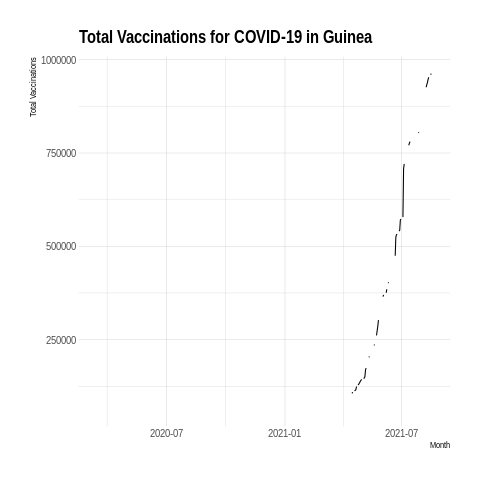 Total Vaccinations for COVID-19 in Guinea
Total Vaccinations
1000000
750000
500000
250000
2020-07
2021-01
2021-07
Month